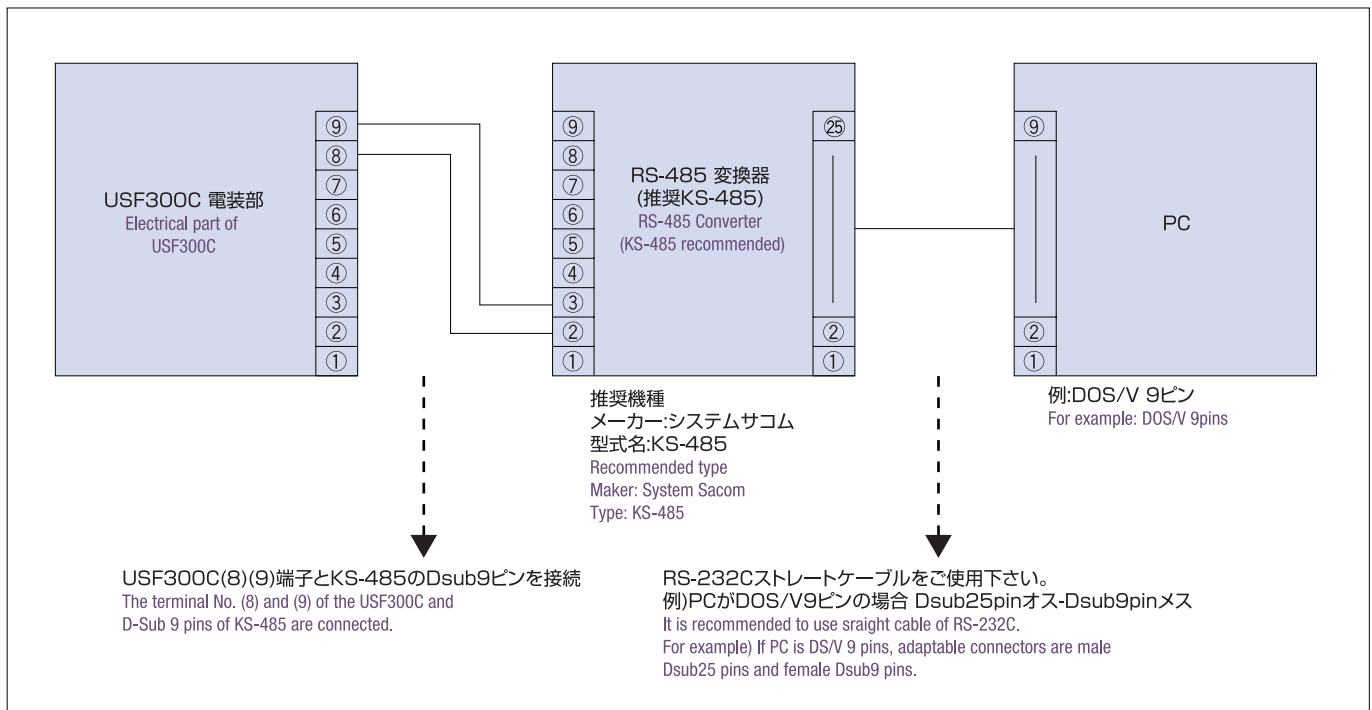 USF300C 電装部
Electrical part of
USF300C
⑨
⑧
⑦
⑥
⑤
④
③
②
①
⑨
⑧
⑦
⑥
⑤
④
③
②
①
RS-485 変換器
(推奨KS-485)
RS-485 Converter
(KS-485 recommended)
㉕
②
①
⑨
②
①
PC
推奨機種
メーカー:システムサコム
型式名:KS-485
Recommended type
Maker: System Sacom
Type: KS-485
例:DOS/V 9ピン
For example: DOS/V 9pins
USF300C(8)(9)端子とKS-485のDsub9ピンを接続
The terminal No. (8) and (9) of the USF300C and
D-Sub 9 pins of KS-485 are connected.
RS-232Cストレートケーブルをご使用下さい。
例)PCがDOS/V9ピンの場合 Dsub25pinオス-Dsub9pinメス
It is recommended to use sraight cable of RS-232C.
For example) If PC is DS/V 9 pins, adaptable connectors are male
Dsub25 pins and female Dsub9 pins.